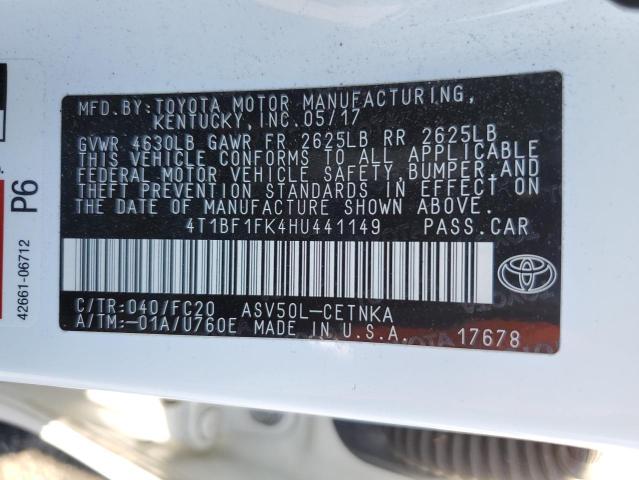 MFD.BY:TOYOTA MOTOR MANUFACTURING,
KENTUCKY, INC.05/17
GVWR 4630LB GAWR FR 2625LB RR 2625LB
THIS VEHICLE CONFORMS TO ALL APPLICABLE
FEDERAL MOTOR VEHICLE SAFETY,BUMPER,AND
THEFT PREVENTION STANDARDS IN EFFECT ON
THE DATE OF MANUFACTURE SHOWN ABOVE.
4T1BF1FK4HU441149 PASS.CAR
C/TR:040/FC20 ASV50L-CETNKA
A/TM:-01A/U760E MADE IN U.S.A. 17678
P6
42661-06712